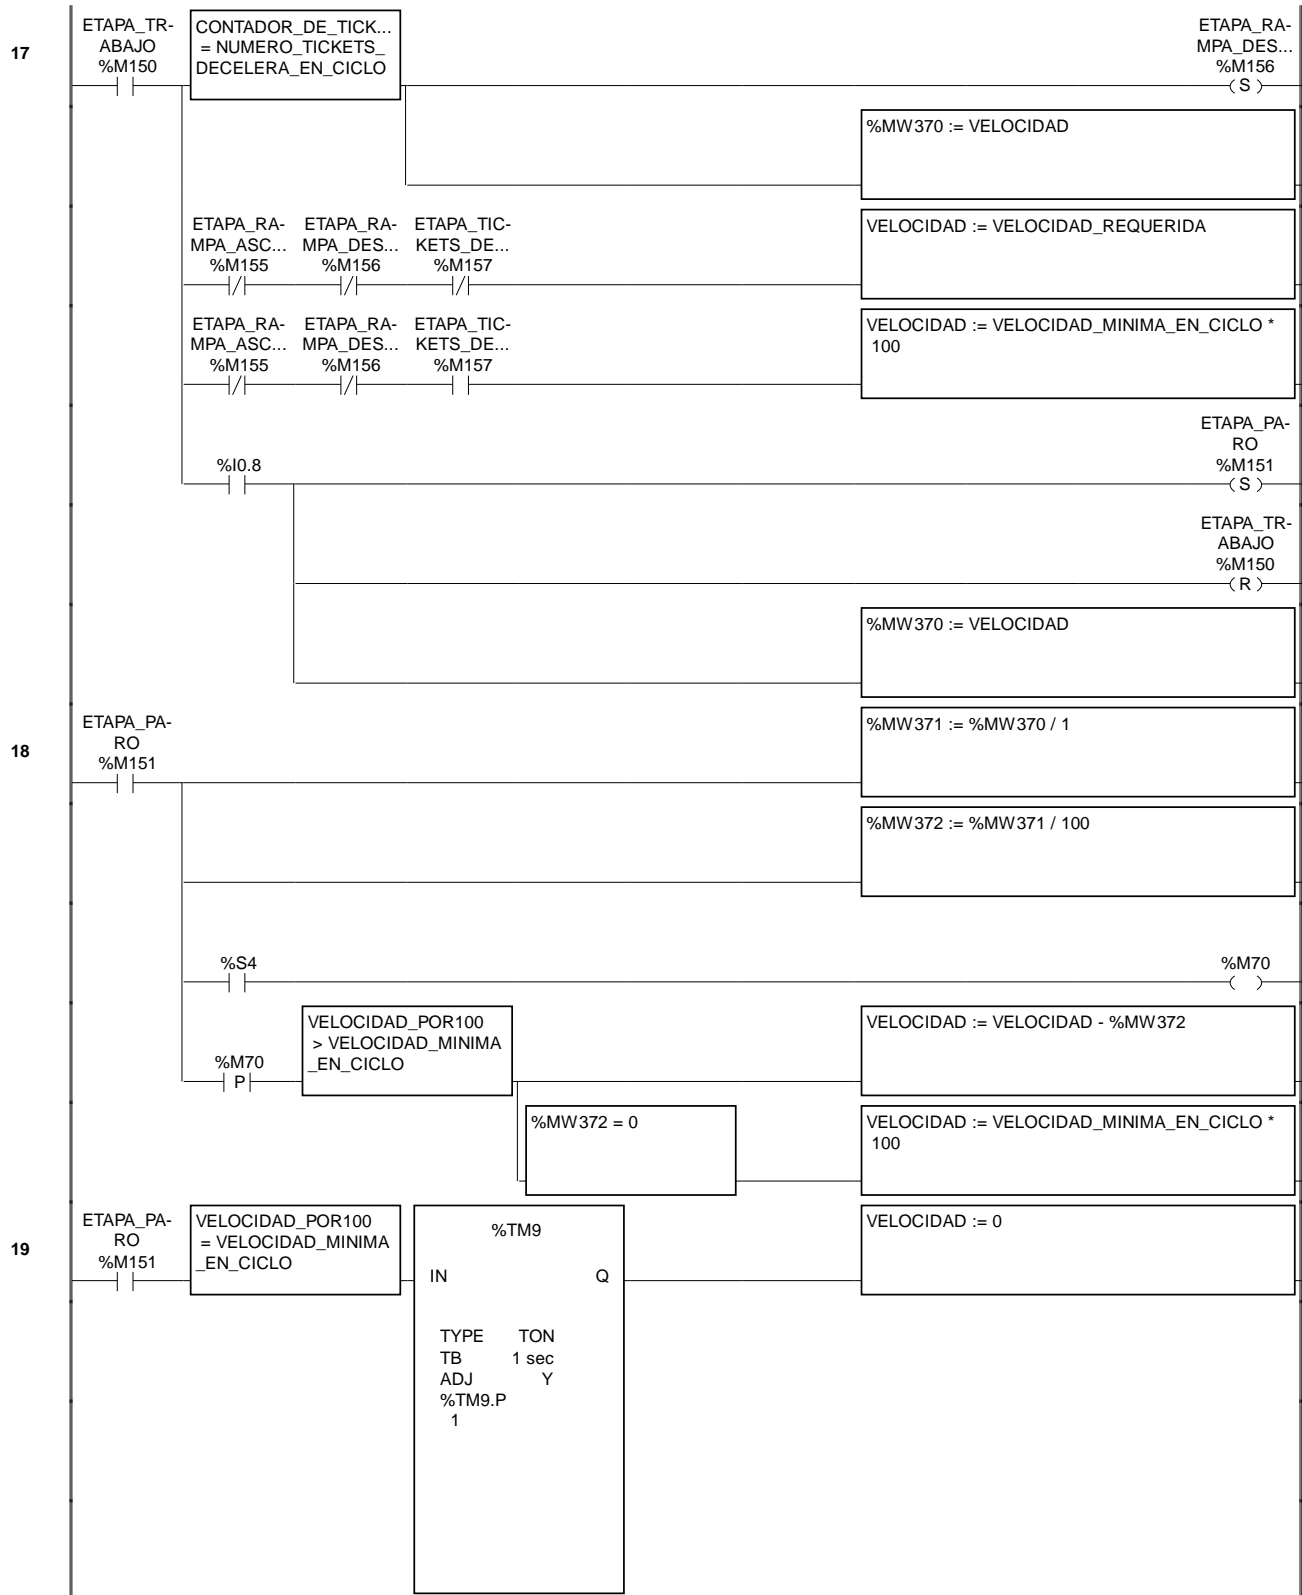 17
ETAPA_TR-
ABAJO
%M150
CONTADOR_DE_TICK...
= NUMERO_TICKETS_
DECELERA_EN_CICLO
ETAPA_RA-
MPA_DES...
%M156
S
%MW370 := VELOCIDAD
ETAPA_RA-
MPA_ASC...
%M155
ETAPA_RA-
MPA_DES...
%M156
ETAPA_TIC-
KETS_DE...
%M157
VELOCIDAD := VELOCIDAD_REQUERIDA
ETAPA_RA-
MPA_ASC...
%M155
ETAPA_RA-
MPA_DES...
%M156
ETAPA_TIC-
KETS_DE...
%M157
VELOCIDAD := VELOCIDAD_MINIMA_EN_CICLO *
100
%I0.8
ETAPA_PA-
RO
%M151
S
ETAPA_TR-
ABAJO
%M150
R
%MW370 := VELOCIDAD
18
ETAPA_PA-
RO
%M151
%MW371 := %MW370 / 1
%MW372 := %MW371 / 100
%S4
%M70
%M70
P
VELOCIDAD_POR100
> VELOCIDAD_MINIMA
_EN_CICLO
VELOCIDAD := VELOCIDAD - %MW372
%MW372 = 0
VELOCIDAD := VELOCIDAD_MINIMA_EN_CICLO *
100
19
ETAPA_PA-
RO
%M151
VELOCIDAD_POR100
= VELOCIDAD_MINIMA
_EN_CICLO
%TM9
IN Q
TYPE TON
TB 1 sec
ADJ Y
%TM9.P
1
VELOCIDAD := 0